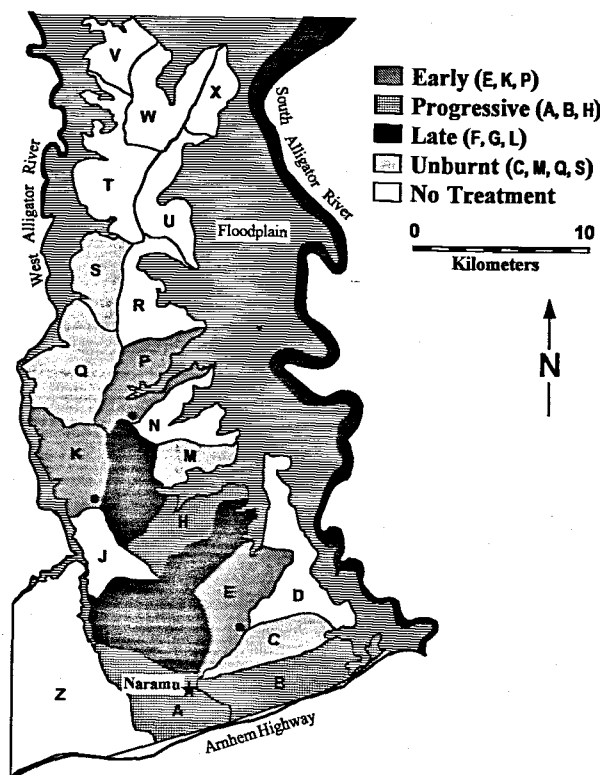 V
W
X
T
U
S
R
Q
P
N
K
M
H
J
E
D
C
Z
B
A
West Alligator River
South Alligator River
Floodplain
Naramu
Arnhem Highway
Early (E, K, P)
Progressive (A, B, H)
Late (F, G, L)
Unburnt (C, M, Q, S)
No Treatment
0 10
Kilometers
N